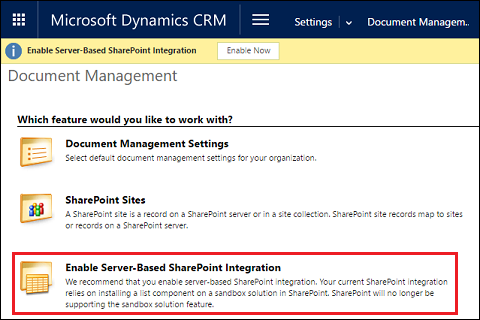 Microsoft Dynamics CRM Settings Document Managem..
Enable Server-Based SharePoint Integration Enable Now
Document Management
Which feature would you like to work with?
Document Management Settings
Select default document management settings for your organization.
SharePoint Sites
A SharePoint site is a record on a SharePoint server or in a site collection. SharePoint site records map to sites
or records on a SharePoint server.
Enable Server-Based SharePoint Integration
We recommend that you enable server-based SharePoint integration. Your current SharePoint integration
relies on installing a list component on a sandbox solution in SharePoint. SharePoint will no longer be
supporting the sandbox solution feature.